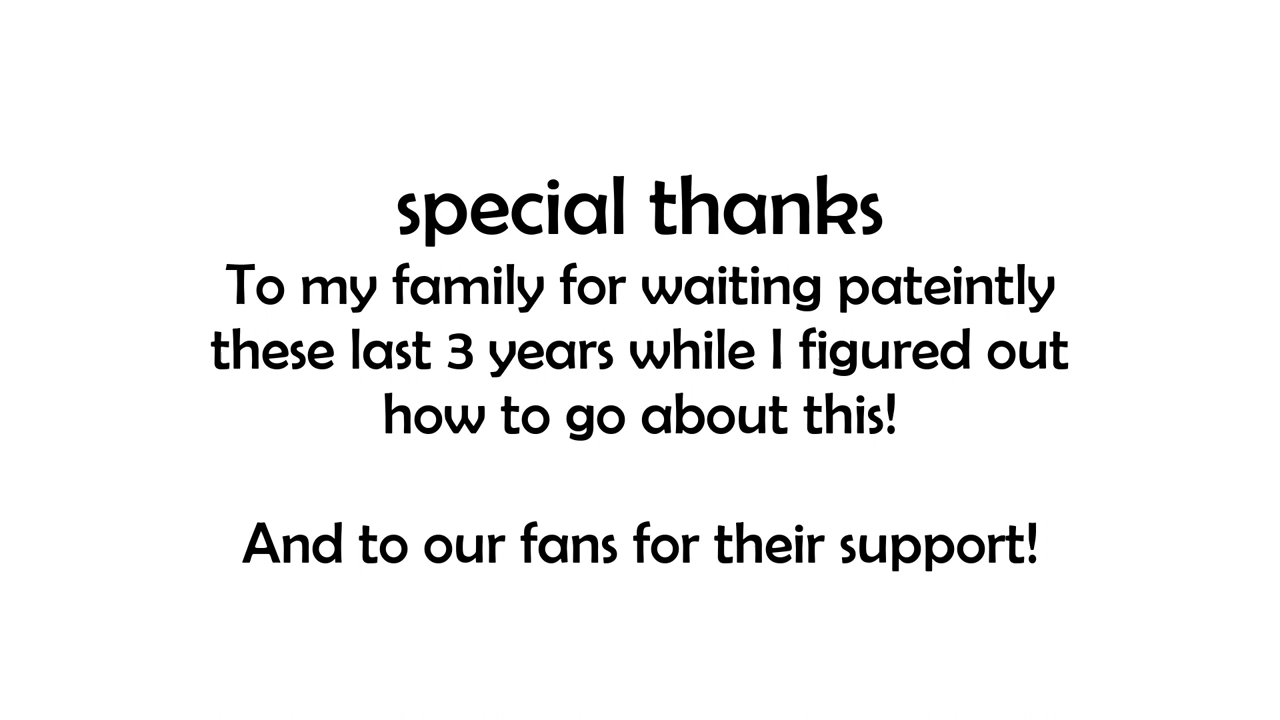 special thanks
To my family for waiting pateintly
these last 3 years while I figured out
how to go about this!
And to our fans for their support!